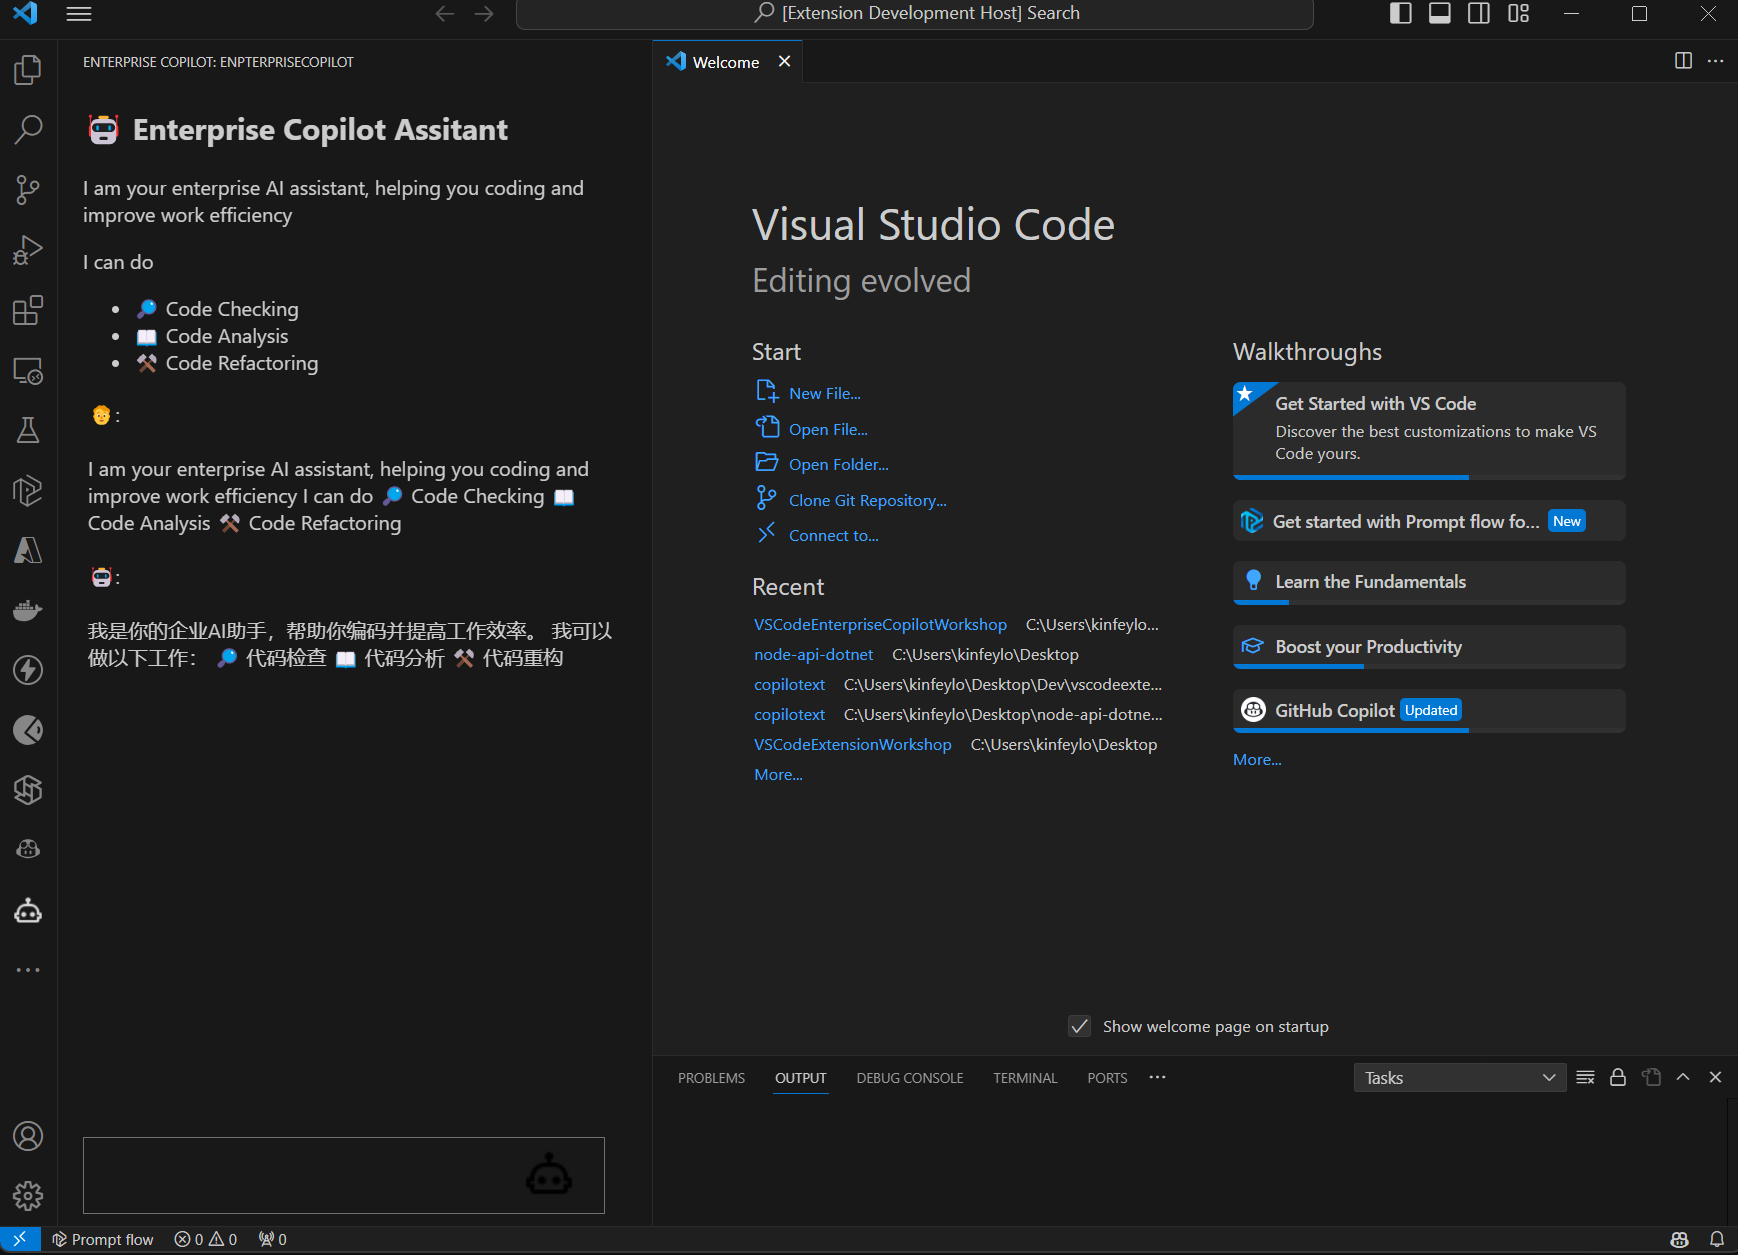 [Extension Development Host] Search
ENTERPRISE COPILOT: ENPTERPRISECOPILOT
Enterprise Copilot Assitant
I am your enterprise AI assistant, helping you coding and
improve work efficiency
I can do
• 🔎 Code Checking
• 📖 Code Analysis
• ⚒️ Code Refactoring
🧑:
I am your enterprise AI assistant, helping you coding and
improve work efficiency I can do 🔎 Code Checking 📖
Code Analysis ⚒️ Code Refactoring
🤖:
我是你的企业AI助手，帮助你编码并提高工作效率。 我可以
做以下工作： 🔎 代码检查 📖 代码分析 ⚒️ 代码重构
Welcome
Visual Studio Code
Editing evolved
Start
New File...
Open File...
Open Folder...
Clone Git Repository...
Connect to...
Recent
VSCodeEnterpriseCopilotWorkshop C:\Users\kinfeylo...
node-api-dotnet C:\Users\kinfeylo\Desktop
copilotext C:\Users\kinfeylo\Desktop\Dev\vscodeexte...
copilotext C:\Users\kinfeylo\Desktop\node-api-dotne...
VSCodeExtensionWorkshop C:\Users\kinfeylo\Desktop
More...
Walkthroughs
Get Started with VS Code
Discover the best customizations to make VS
Code yours.
Get started with Prompt flow fo... New
Learn the Fundamentals
Boost your Productivity
GitHub Copilot Updated
More...
Show welcome page on startup
PROBLEMS OUTPUT DEBUG CONSOLE TERMINAL PORTS ... Tasks
Prompt flow 0 0 0